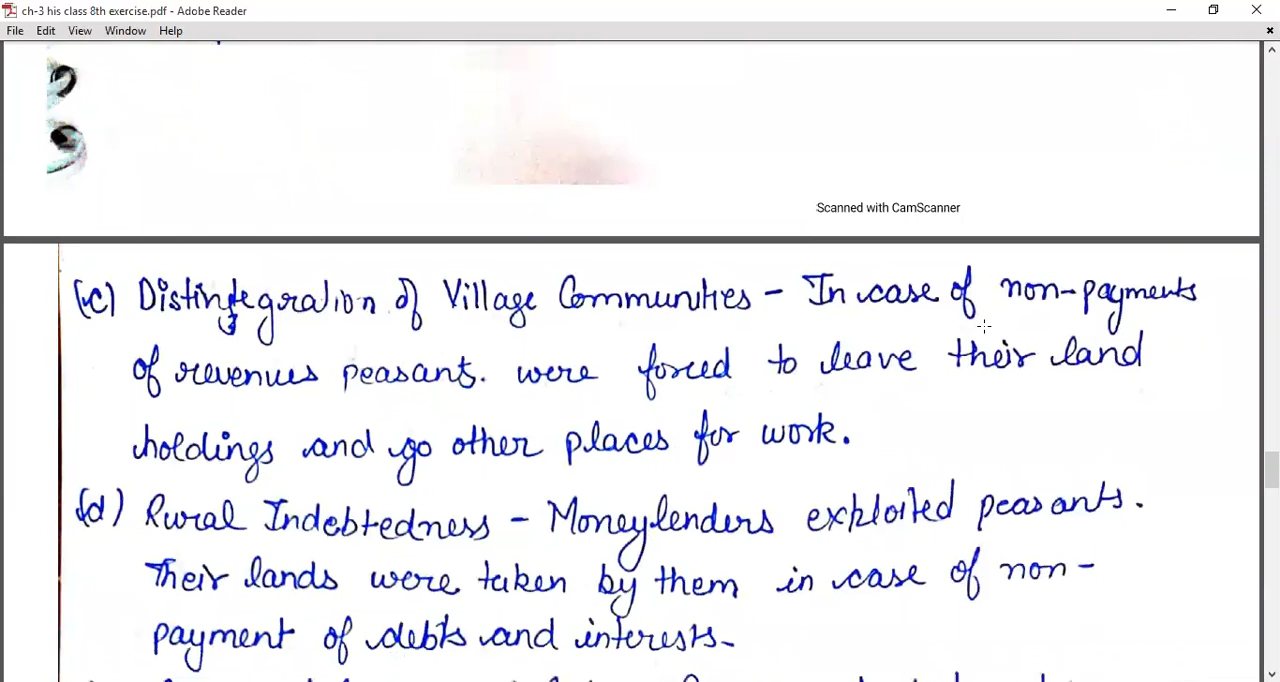 ch-3 his class 8th exercise.pdf - Adobe Reader
File Edit View Window Help
Scanned with CamScanner
(c) Distintegration of Village Communities - In case of non-payments
of revenues peasants. were forced to leave their land
holdings and go other places for work.
(d) Rural Indebtedness - Moneylenders exploited peasants.
Their lands were taken by them in case of non-
payment of debts and interests.